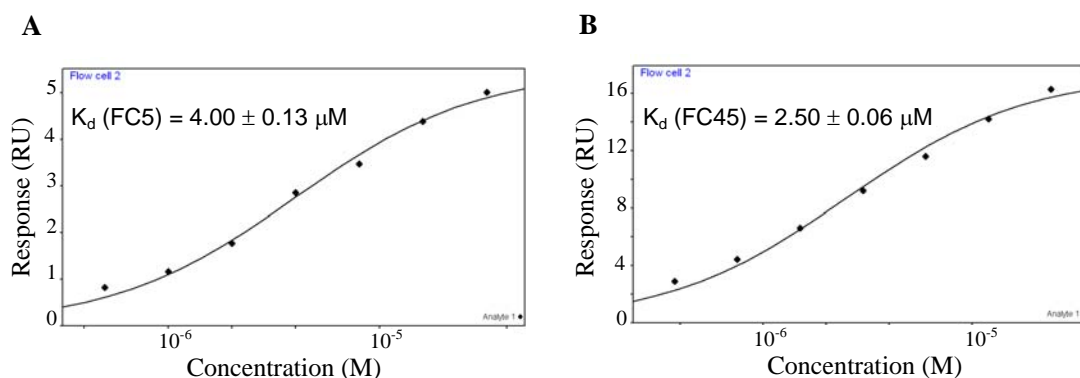 A
Flow cell 2
K_d (FC5) = 4.00 ± 0.13 μM
Response (RU)
5
4
3
2
1
0
10⁻⁶
10⁻⁵
Analyte 1
Concentration (M)
B
Flow cell 2
K_d (FC45) = 2.50 ± 0.06 μM
Response (RU)
16
12
8
4
0
10⁻⁶
10⁻⁵
Analyte 1
Concentration (M)